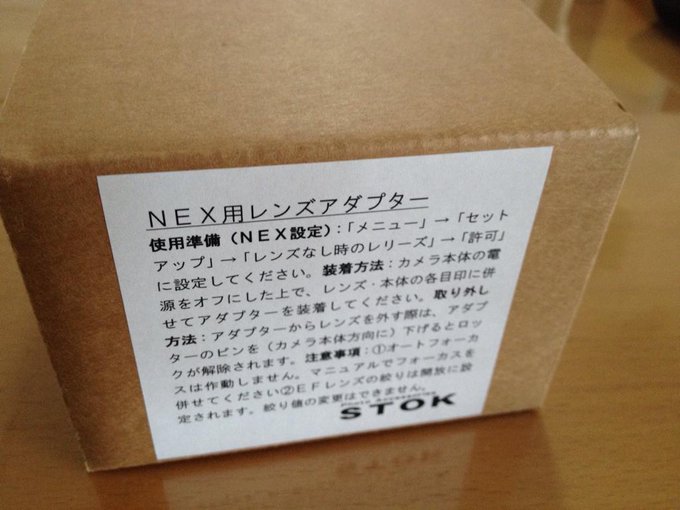 NEX用レンズアダプター
使用準備（NEX設定）：「メニュー」→「セット
アップ」→「レンズなし時のレリーズ」→「許可」
に設定してください。装着方法：カメラ本体の電
源をオフにした上で、レンズ・本体の各目印に併
せてアダプターを装着してください。取り外し
方法：アダプターからレンズを外す際は、アダプ
ターのピンを（カメラ本体方向に）下げるとロッ
クが解除されます。注意事項：①オートフォーカ
スは作動しません。マニュアルでフォーカスを
併せてください②EFレンズの絞りは開放に設
定されます。絞り値の変更はできません。
Photo Accessories
STOK